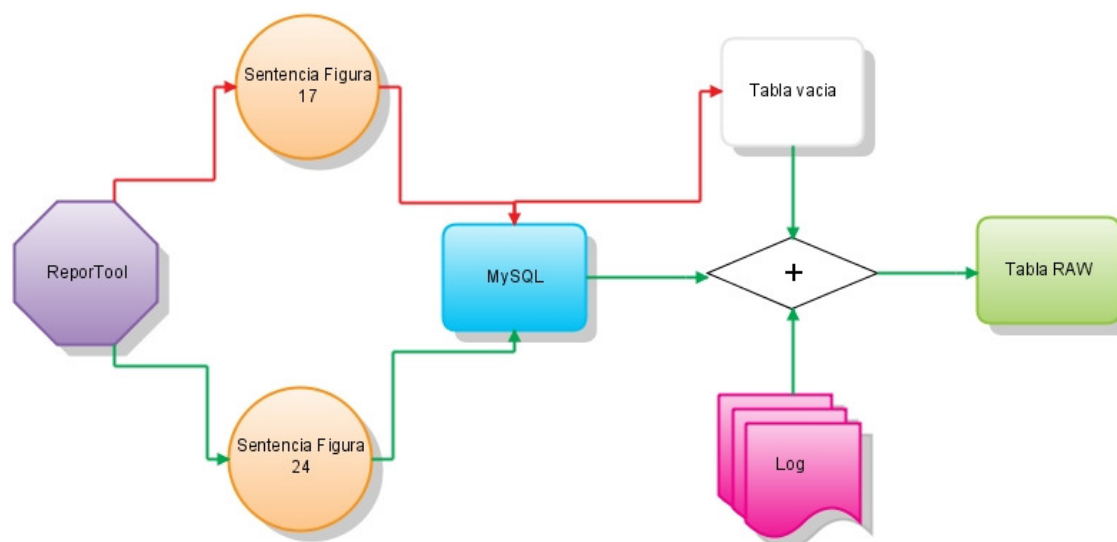 Sentencia Figura
17
Tabla vacia
ReporTool
MySQL
+
Tabla RAW
Sentencia Figura
24
Log